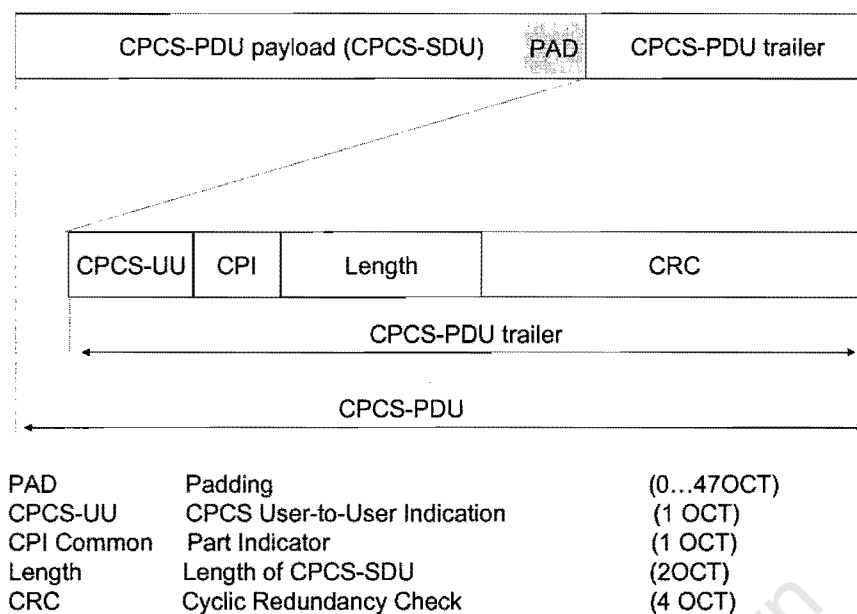 CPCS-PDU payload (CPCS-SDU) PAD CPCS-PDU trailer
CPCS-UU CPI Length CRC
CPCS-PDU trailer
CPCS-PDU
PAD Padding (0...47OCT)
CPCS-UU CPCS User-to-User Indication (1 OCT)
CPI Common Part Indicator (1 OCT)
Length Length of CPCS-SDU (2OCT)
CRC Cyclic Redundancy Check (4 OCT)